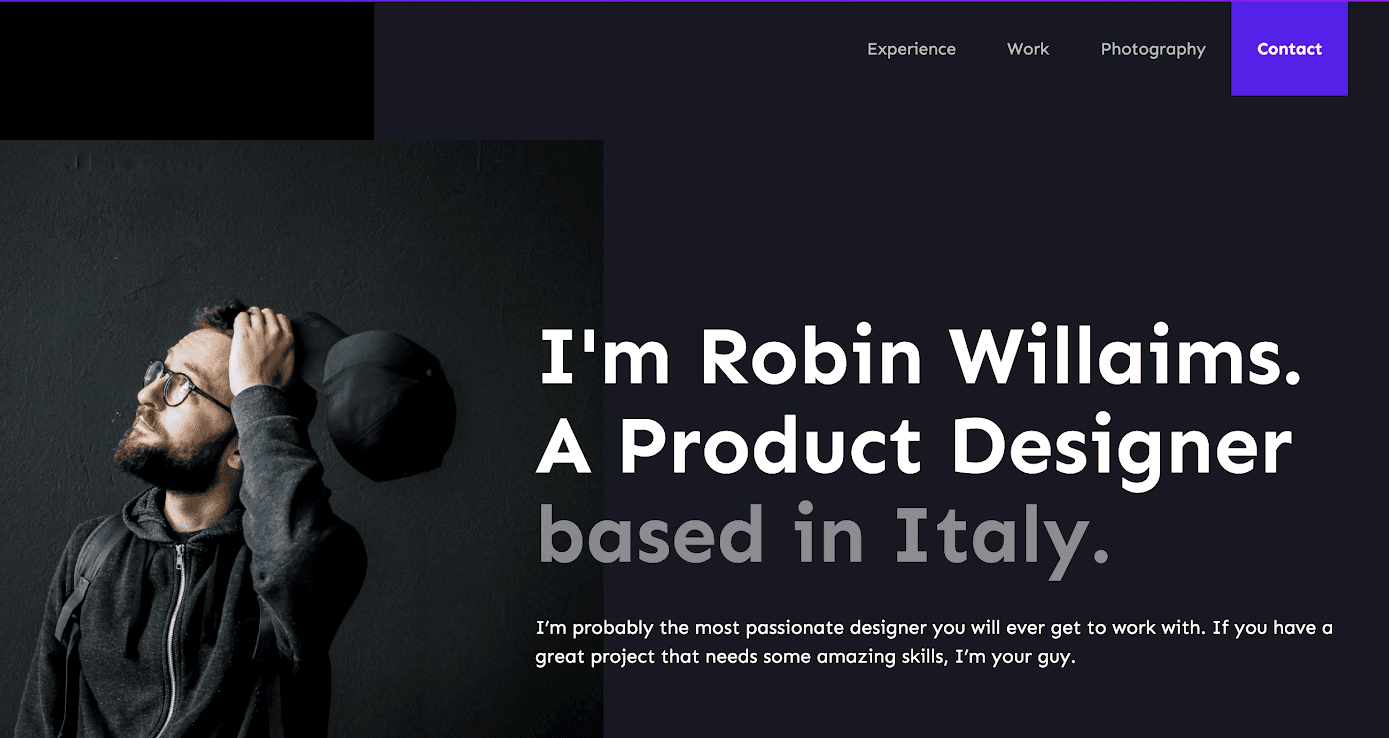 Experience
Work
Photography
Contact
I'm Robin Willaims.
A Product Designer
based in Italy.
I’m probably the most passionate designer you will ever get to work with. If you have a
great project that needs some amazing skills, I’m your guy.